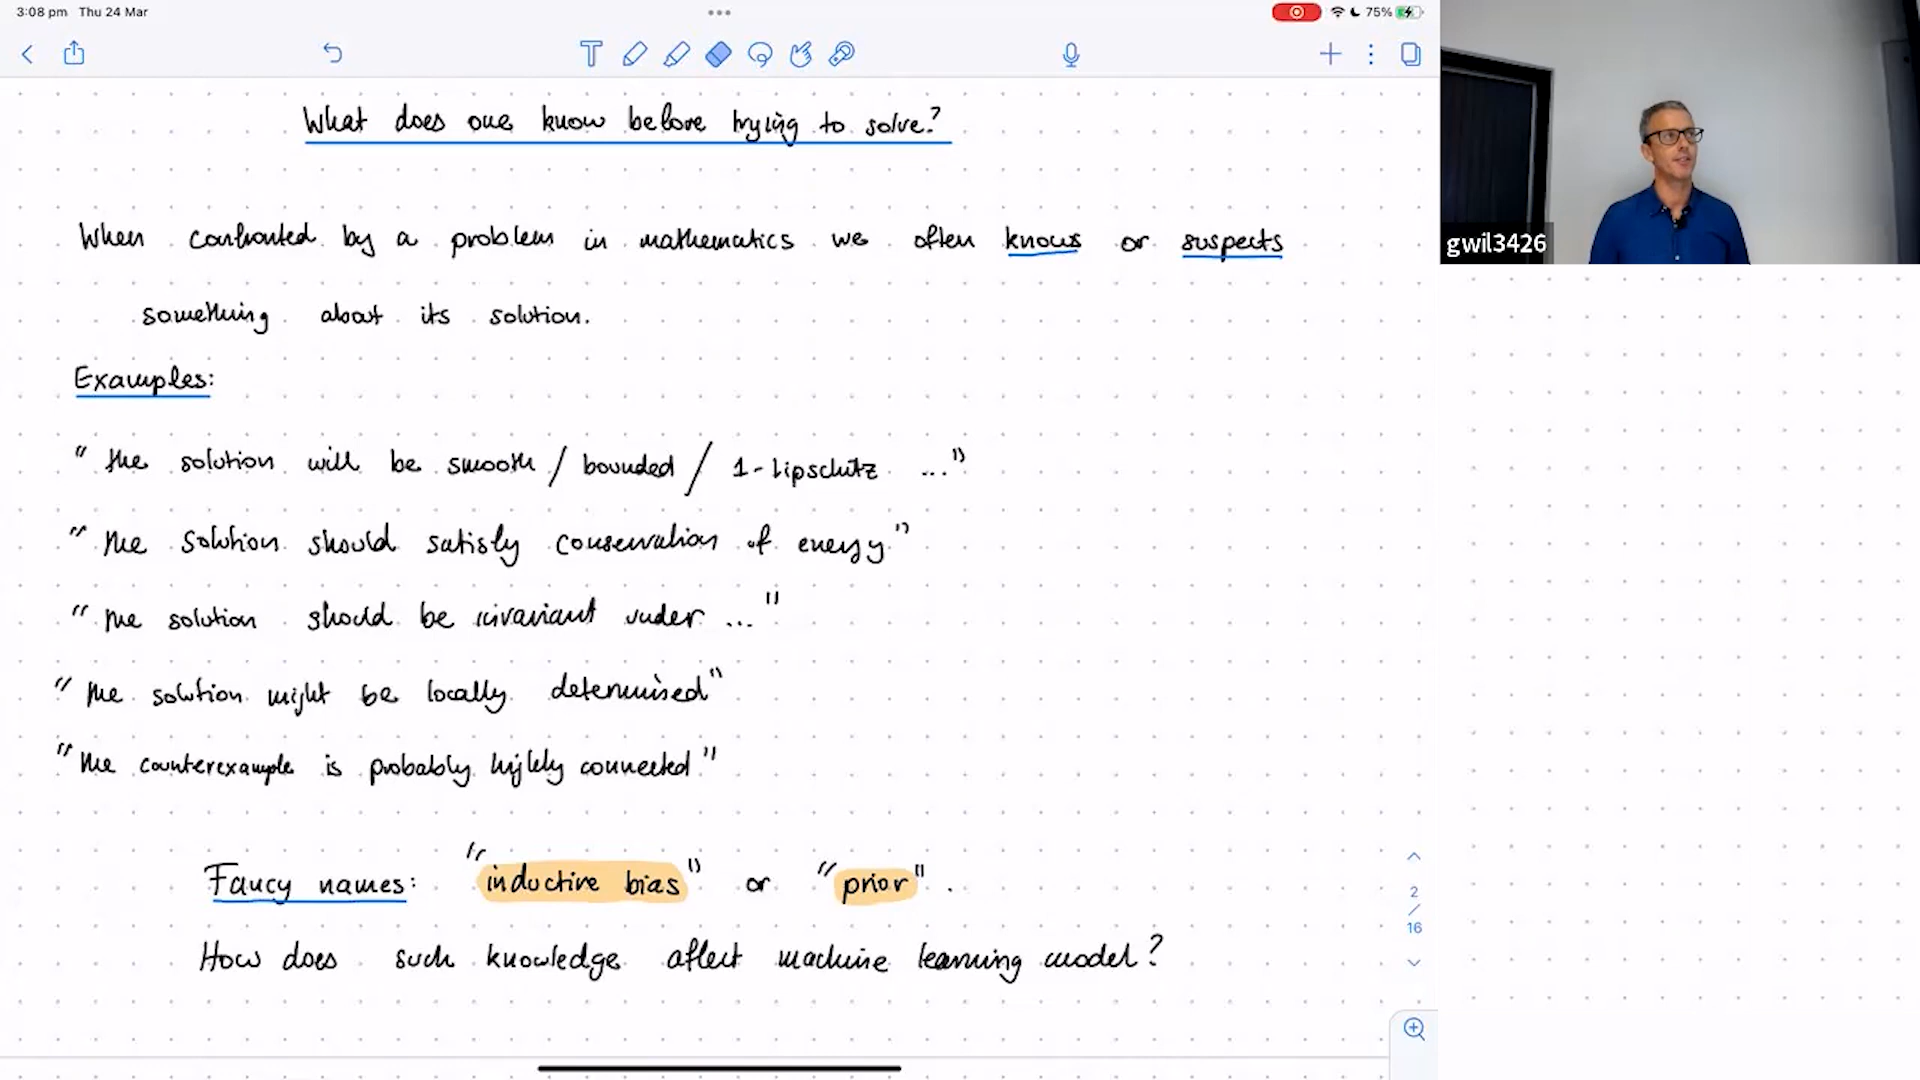 3:08 pm Thu 24 Mar
75%
What does one know before trying to solve?
When confronted by a problem in mathematics we often knows or suspects
something about its solution.
Examples:
"the solution will be smooth / bounded / 1-Lipschitz ..."
"the solution should satisfy conservation of energy"
"the solution should be invariant under ..."
"the solution might be locally determined"
"the counterexample is probably highly connected"
Fancy names: "inductive bias" or "prior".
How does such knowledge affect machine learning model?
2
/
16
gwil3426